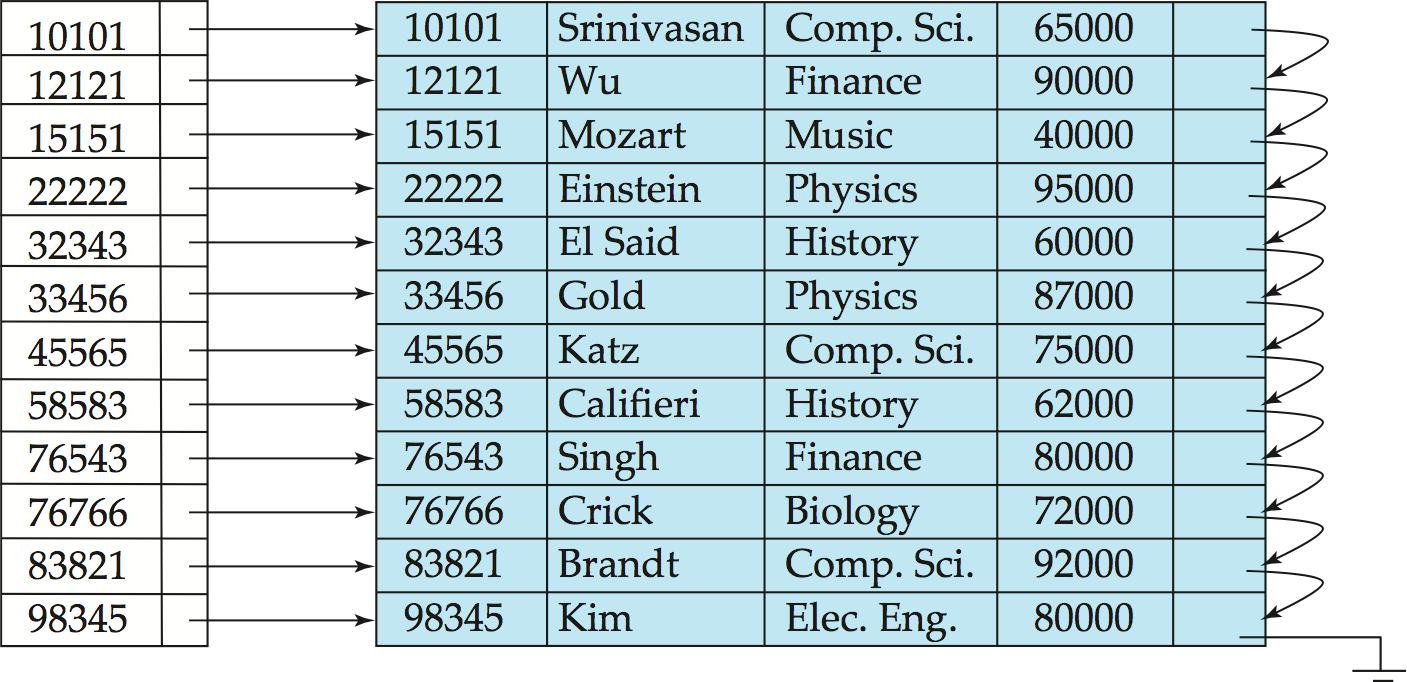 10101 10101 Srinivasan Comp. Sci. 65000
12121 12121 Wu Finance 90000
15151 15151 Mozart Music 40000
22222 22222 Einstein Physics 95000
32343 32343 El Said History 60000
33456 33456 Gold Physics 87000
45565 45565 Katz Comp. Sci. 75000
58583 58583 Califieri History 62000
76543 76543 Singh Finance 80000
76766 76766 Crick Biology 72000
83821 83821 Brandt Comp. Sci. 92000
98345 98345 Kim Elec. Eng. 80000